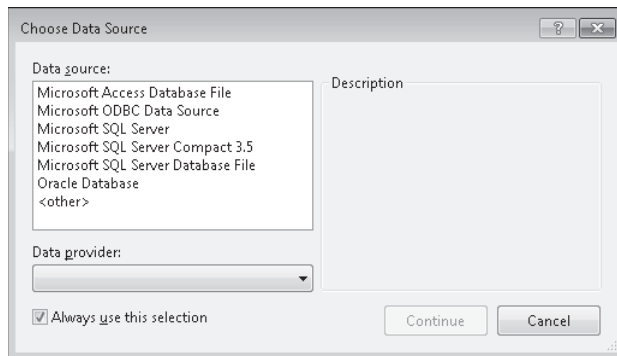 Choose Data Source
Data source:
Microsoft Access Database File
Microsoft ODBC Data Source
Microsoft SQL Server
Microsoft SQL Server Compact 3.5
Microsoft SQL Server Database File
Oracle Database
<other>
Description
Data provider:
Always use this selection
Continue
Cancel